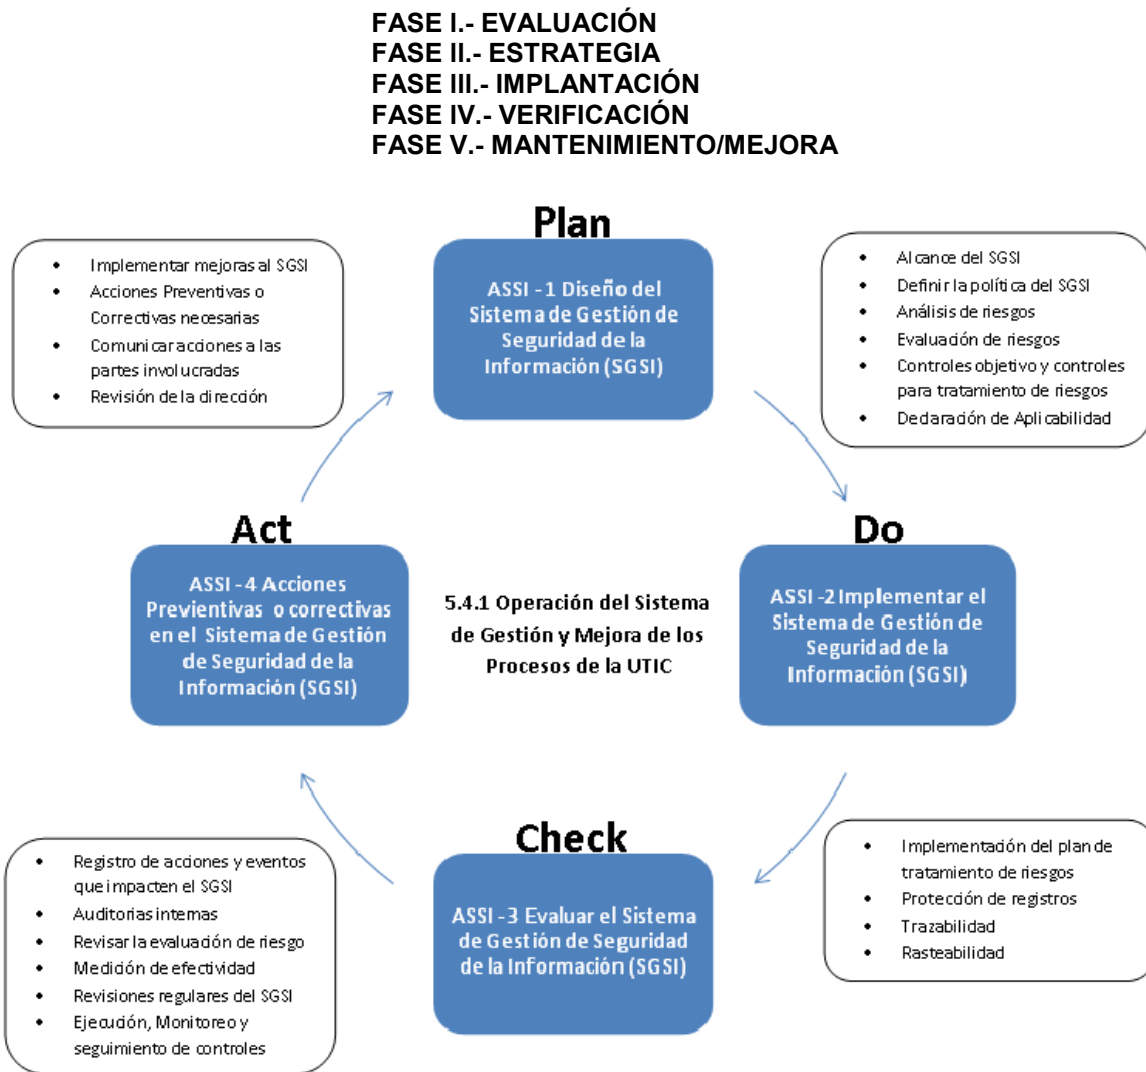 FASE I.- EVALUACIÓN
FASE II.- ESTRATEGIA
FASE III.- IMPLANTACIÓN
FASE IV.- VERIFICACIÓN
FASE V.- MANTENIMIENTO/MEJORA
Plan
ASSI -1 Diseño del
Sistema de Gestión de
Seguridad de la
Información (SGSI)
• Alcance del SGSI
• Definir la política del SGSI
• Análisis de riesgos
• Evaluación de riesgos
• Controles objetivo y controles
para tratamiento de riesgos
• Declaración de Aplicabilidad
Do
ASSI -2 Implementar el
Sistema de Gestión de
Seguridad de la
Información (SGSI)
• Implementación del plan de
tratamiento de riesgos
• Protección de registros
• Trazabilidad
• Rasteabilidad
Check
ASSI -3 Evaluar el Sistema
de Gestión de Seguridad
de la Información (SGSI)
• Registro de acciones y eventos
que impacten el SGSI
• Auditorias internas
• Revisar la evaluación de riesgo
• Medición de efectividad
• Revisiones regulares del SGSI
• Ejecución, Monitoreo y
seguimiento de controles
Act
ASSI -4 Acciones
Previentivas o correctivas
en el Sistema de Gestión
de Seguridad de la
Información (SGSI)
• Implementar mejoras al SGSI
• Acciones Preventivas o
Correctivas necesarias
• Comunicar acciones a las
partes involucradas
• Revisión de la dirección
5.4.1 Operación del Sistema
de Gestión y Mejora de los
Procesos de la UTIC